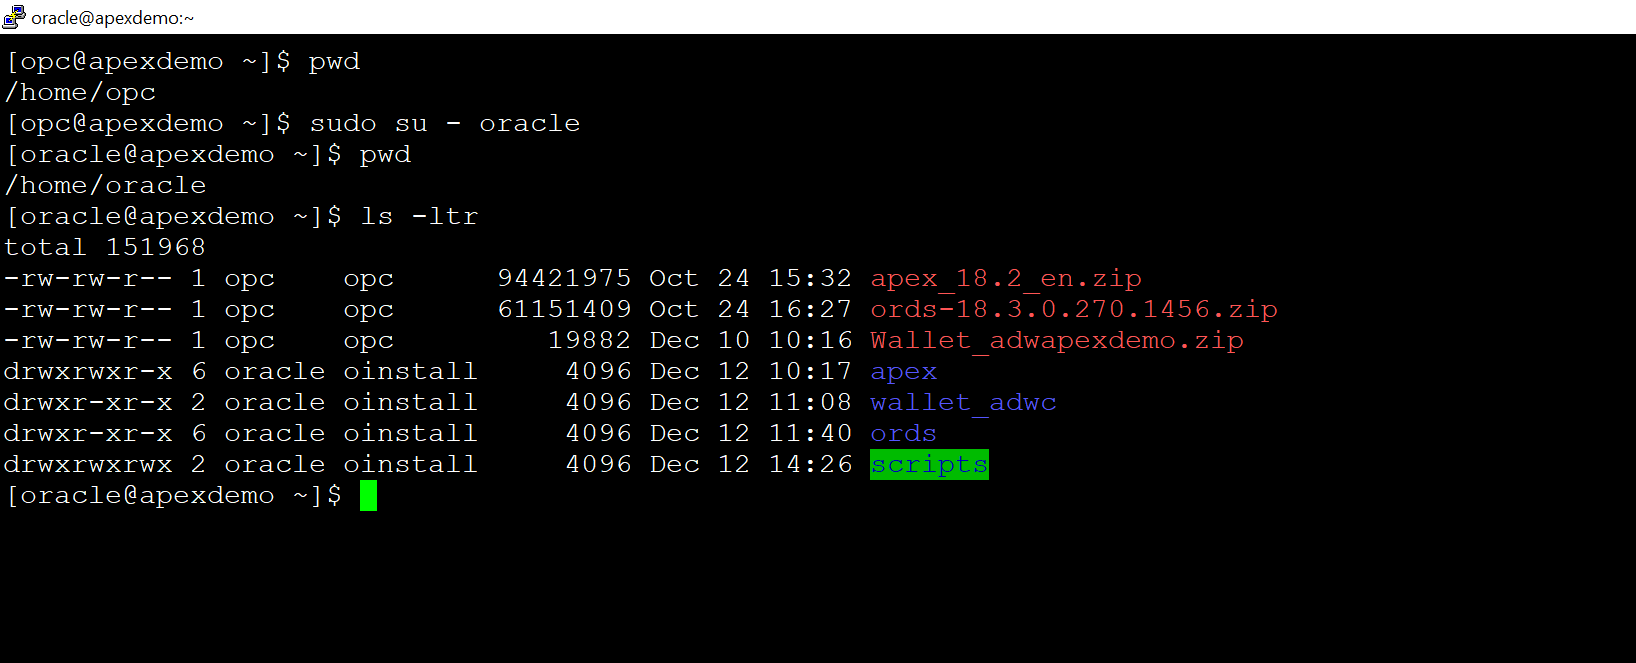 oracle@apexdemo:~
[opc@apexdemo ~]$ pwd
/home/opc
[opc@apexdemo ~]$ sudo su - oracle
[oracle@apexdemo ~]$ pwd
/home/oracle
[oracle@apexdemo ~]$ ls -ltr
total 151968
-rw-rw-r-- 1 opc    opc      94421975 Oct 24 15:32 apex_18.2_en.zip
-rw-rw-r-- 1 opc    opc      61151409 Oct 24 16:27 ords-18.3.0.270.1456.zip
-rw-rw-r-- 1 opc    opc         19882 Dec 10 10:16 Wallet_adwapexdemo.zip
drwxrwxr-x 6 oracle oinstall     4096 Dec 12 10:17 apex
drwxr-xr-x 2 oracle oinstall     4096 Dec 12 11:08 wallet_adwc
drwxr-xr-x 6 oracle oinstall     4096 Dec 12 11:40 ords
drwxrwxrwx 2 oracle oinstall     4096 Dec 12 14:26 scripts
[oracle@apexdemo ~]$